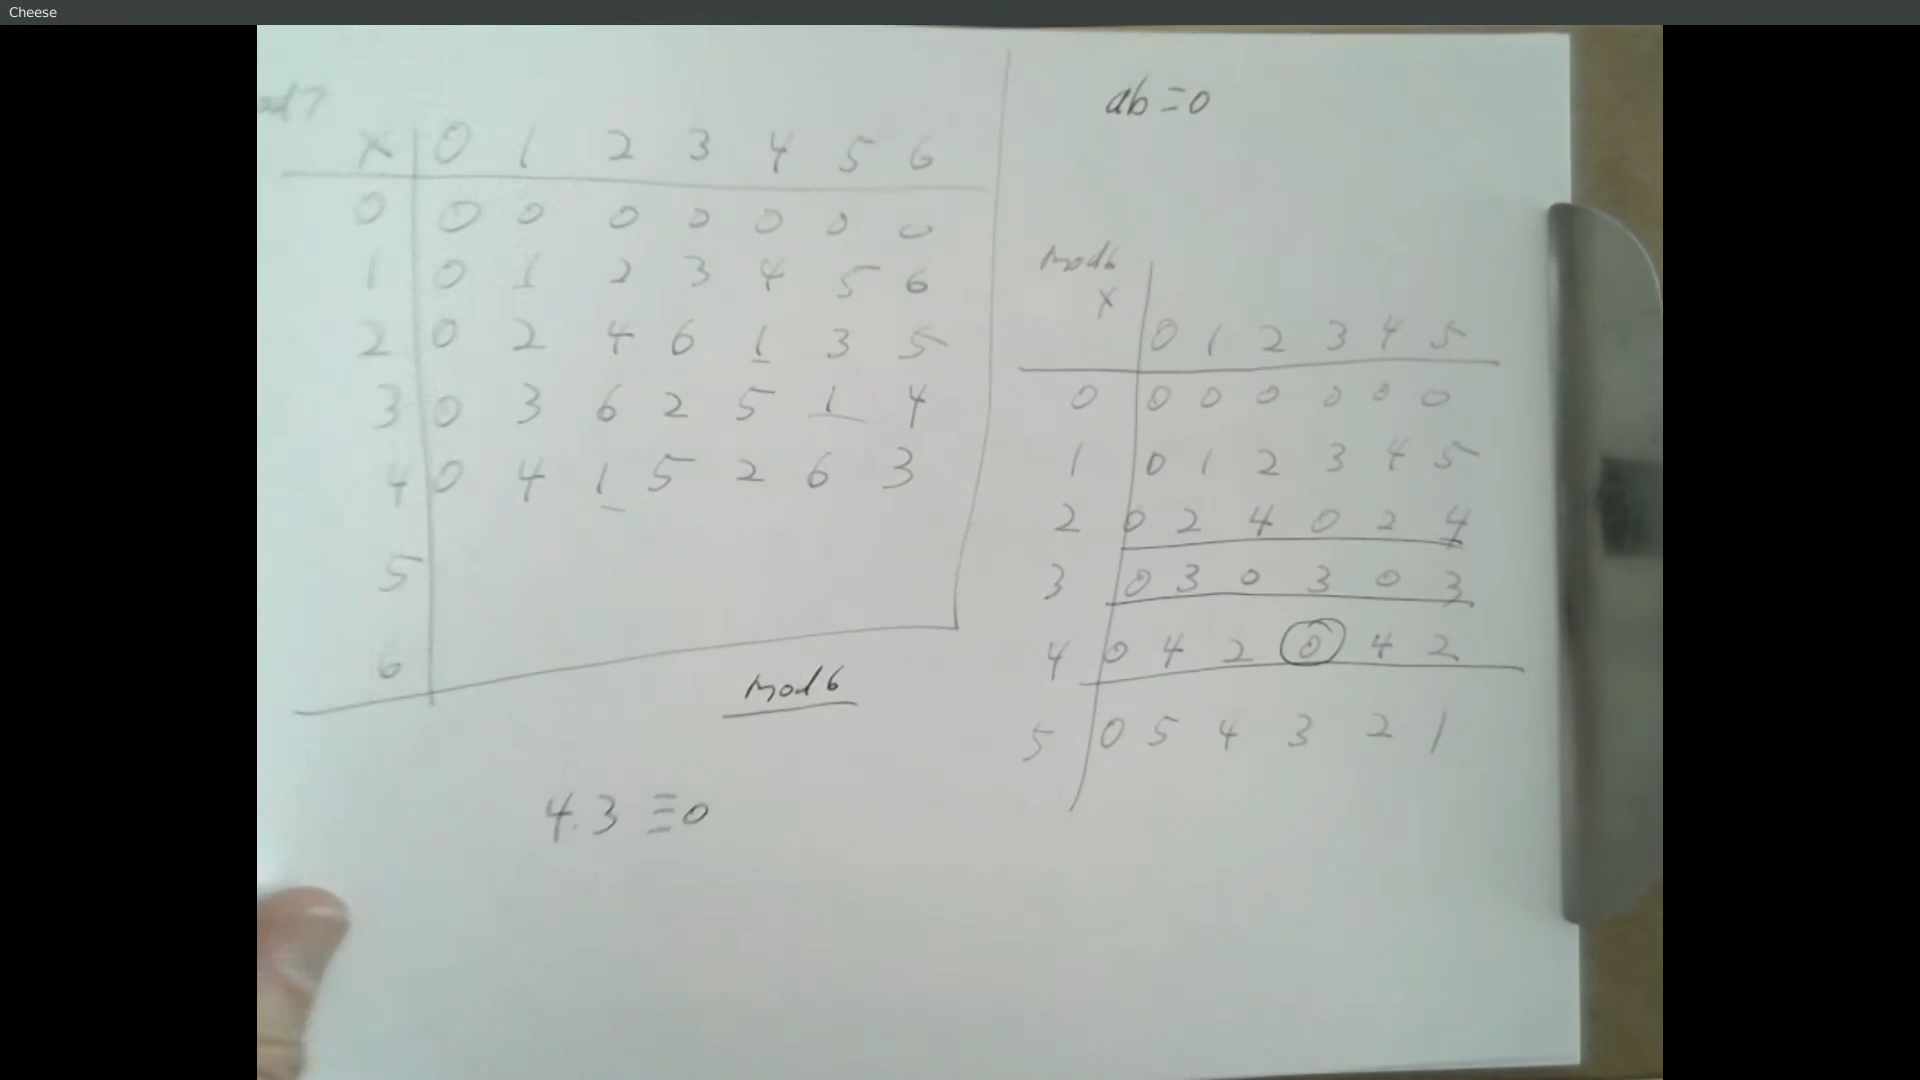 Cheese
mod 7
× 0 1 2 3 4 5 6
0 0 0 0 0 0 0 0
1 0 1 2 3 4 5 6
2 0 2 4 6 1 3 5
3 0 3 6 2 5 1 4
4 0 4 1 5 2 6 3
5
6
ab = 0
mod 6
× 0 1 2 3 4 5
0 0 0 0 0 0 0
1 0 1 2 3 4 5
2 0 2 4 0 2 4
3 0 3 0 3 0 3
4 0 4 2 0 4 2
5 0 5 4 3 2 1
mod 6
4.3 ≡ 0